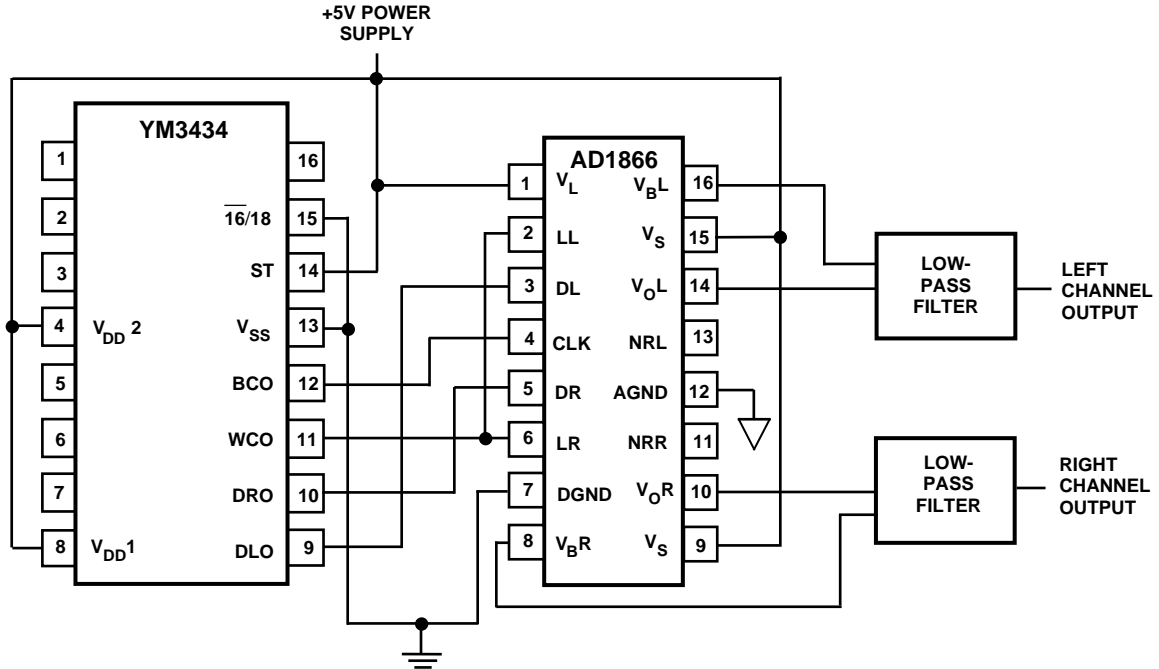 +5V POWER
SUPPLY
YM3434
1
2
3
4
5
6
7
8
V_DD 2
V_DD1
16
15
14
13
12
11
10
9
16̅/18
ST
V_SS
BCO
WCO
DRO
DLO
AD1866
1
2
3
4
5
6
7
8
V_L
LL
DL
CLK
DR
LR
DGND
V_BR
V_BL
V_S
V_OL
NRL
AGND
NRR
V_OR
V_S
16
15
14
13
12
11
10
9
LOW-
PASS
FILTER
LEFT
CHANNEL
OUTPUT
LOW-
PASS
FILTER
RIGHT
CHANNEL
OUTPUT